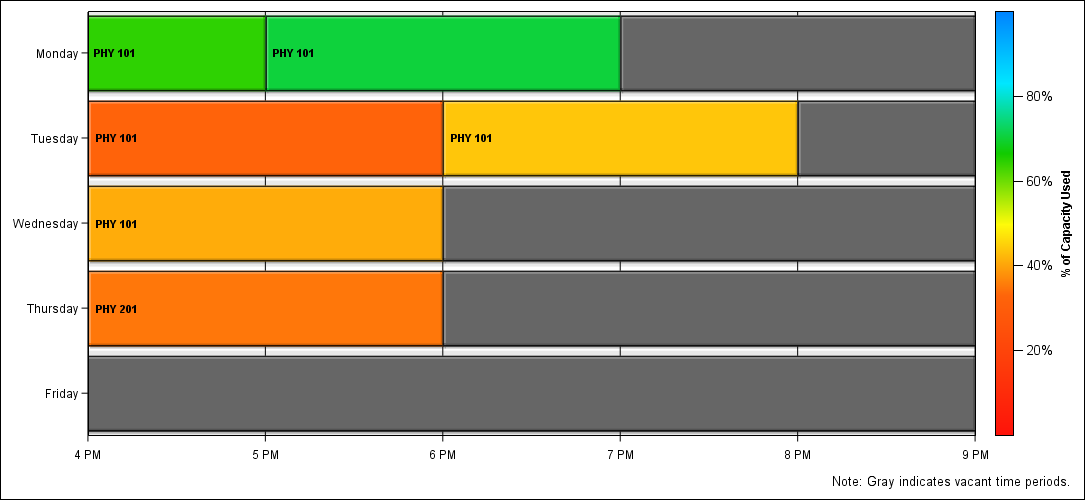 Monday
PHY 101
PHY 101
Tuesday
PHY 101
PHY 101
Wednesday
PHY 101
Thursday
PHY 201
Friday
4 PM
5 PM
6 PM
7 PM
8 PM
9 PM
80%
60%
40%
20%
% of Capacity Used
Note: Gray indicates vacant time periods.